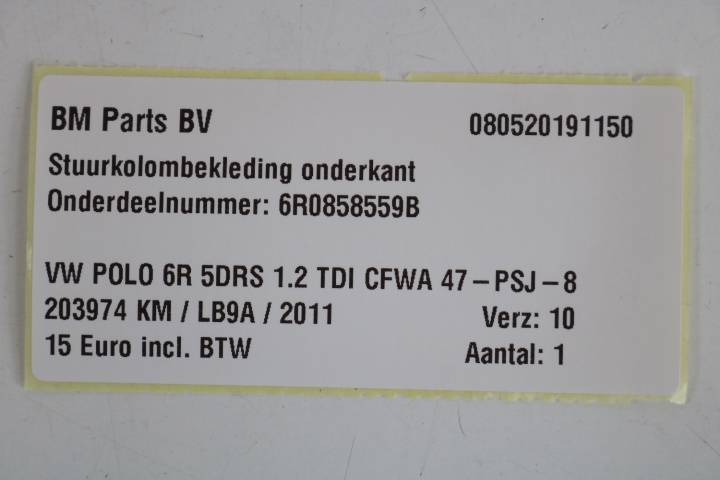 BM Parts BV 080520191150
Stuurkolombekleding onderkant
Onderdeelnummer: 6R0858559B
VW POLO 6R 5DRS 1.2 TDI CFWA 47-PSJ-8
203974 KM / LB9A / 2011 Verz: 10
15 Euro incl. BTW Aantal: 1